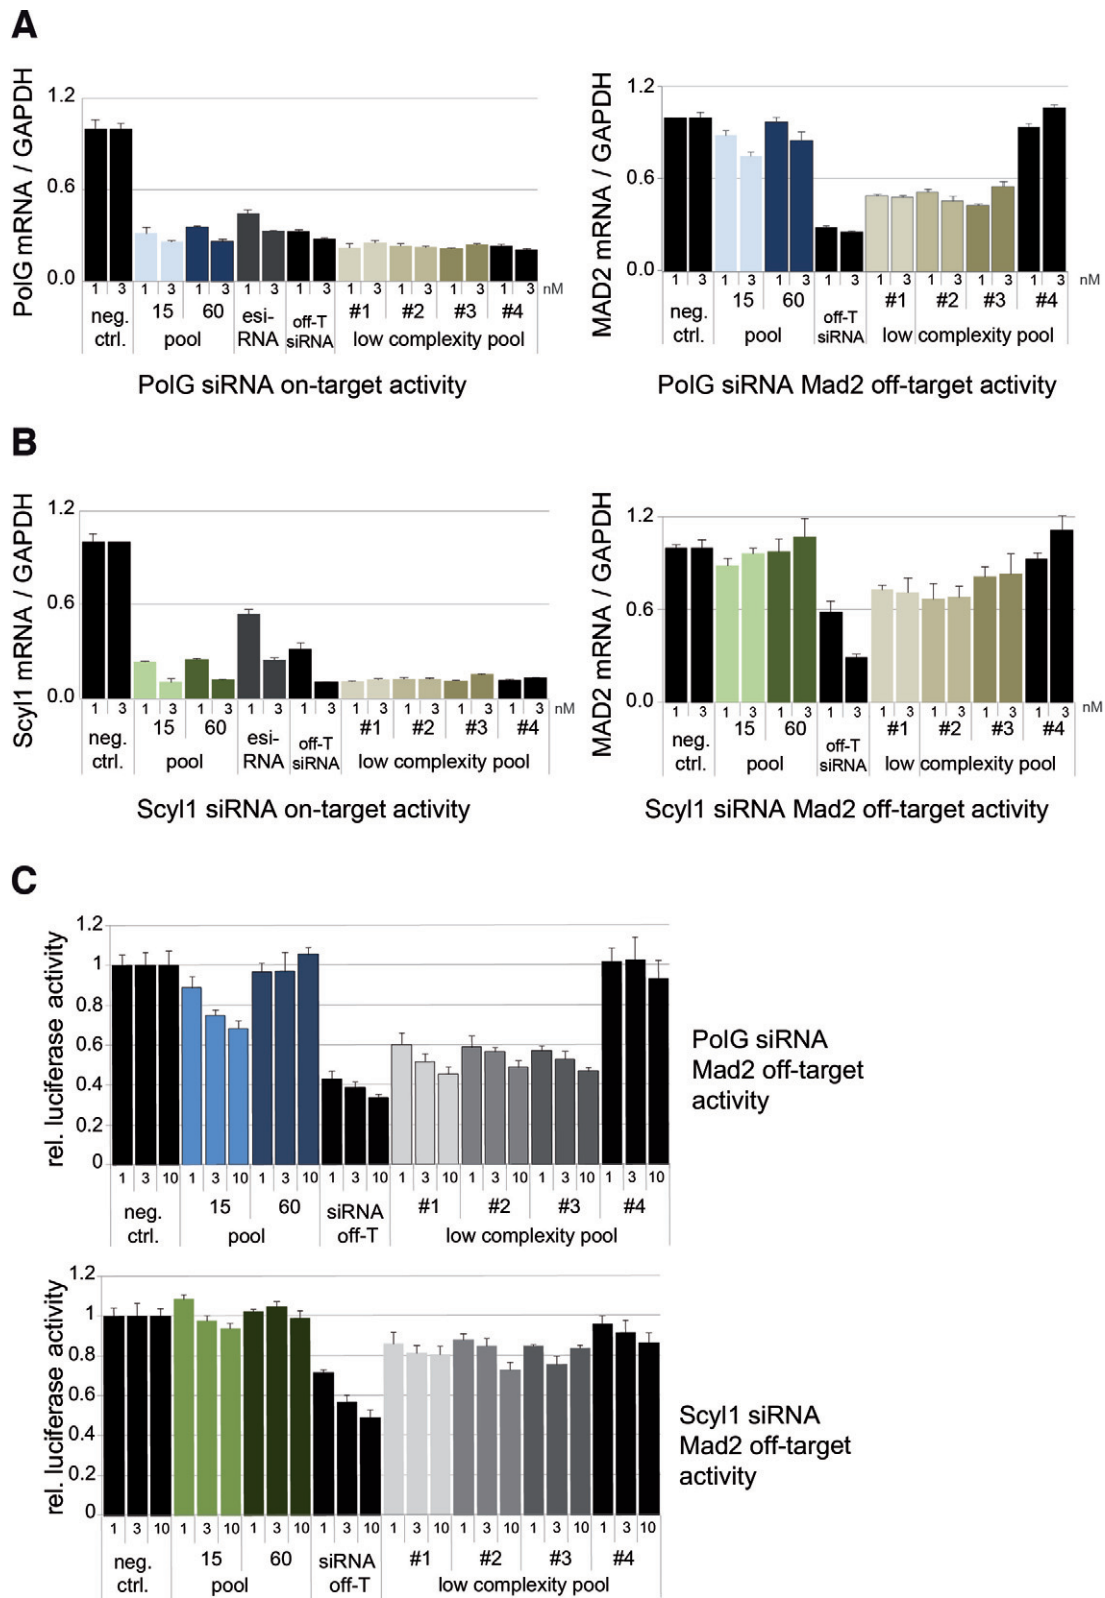 A
PolG mRNA / GAPDH
1.2
0.6
0.0
1 3 1 3 1 3 1 3 1 3 1 3 1 3 1 3 1 3 nM
neg. ctrl.
15 60
pool
esi-RNA
off-T siRNA
#1 #2 #3 #4
low complexity pool
PolG siRNA on-target activity
MAD2 mRNA / GAPDH
1.2
0.6
0.0
1 3 1 3 1 3 1 3 1 3 1 3 1 3 1 3
neg. ctrl.
15 60
pool
off-T siRNA
#1 #2 #3 #4
low complexity pool
PolG siRNA Mad2 off-target activity
B
Scyl1 mRNA / GAPDH
1.2
0.6
0.0
1 3 1 3 1 3 1 3 1 3 1 3 1 3 1 3 1 3 nM
neg. ctrl.
15 60
pool
esi-RNA
off-T siRNA
#1 #2 #3 #4
low complexity pool
Scyl1 siRNA on-target activity
MAD2 mRNA / GAPDH
1.2
0.6
0.0
1 3 1 3 1 3 1 3 1 3 1 3 1 3 1 3 nM
neg. ctrl.
15 60
pool
off-T siRNA
#1 #2 #3 #4
low complexity pool
Scyl1 siRNA Mad2 off-target activity
C
rel. luciferase activity
1.2
1
0.8
0.6
0.4
0.2
0
1 3 10 1 3 10 1 3 10 1 3 10 1 3 10 1 3 10 1 3 10 1 3 10
neg. ctrl.
15 60
pool
siRNA off-T
#1 #2 #3 #4
low complexity pool
PolG siRNA
Mad2 off-target
activity
rel. luciferase activity
1.2
1
0.8
0.6
0.4
0.2
0
1 3 10 1 3 10 1 3 10 1 3 10 1 3 10 1 3 10 1 3 10 1 3 10
neg. ctrl.
15 60
pool
siRNA off-T
#1 #2 #3 #4
low complexity pool
Scyl1 siRNA
Mad2 off-target
activity